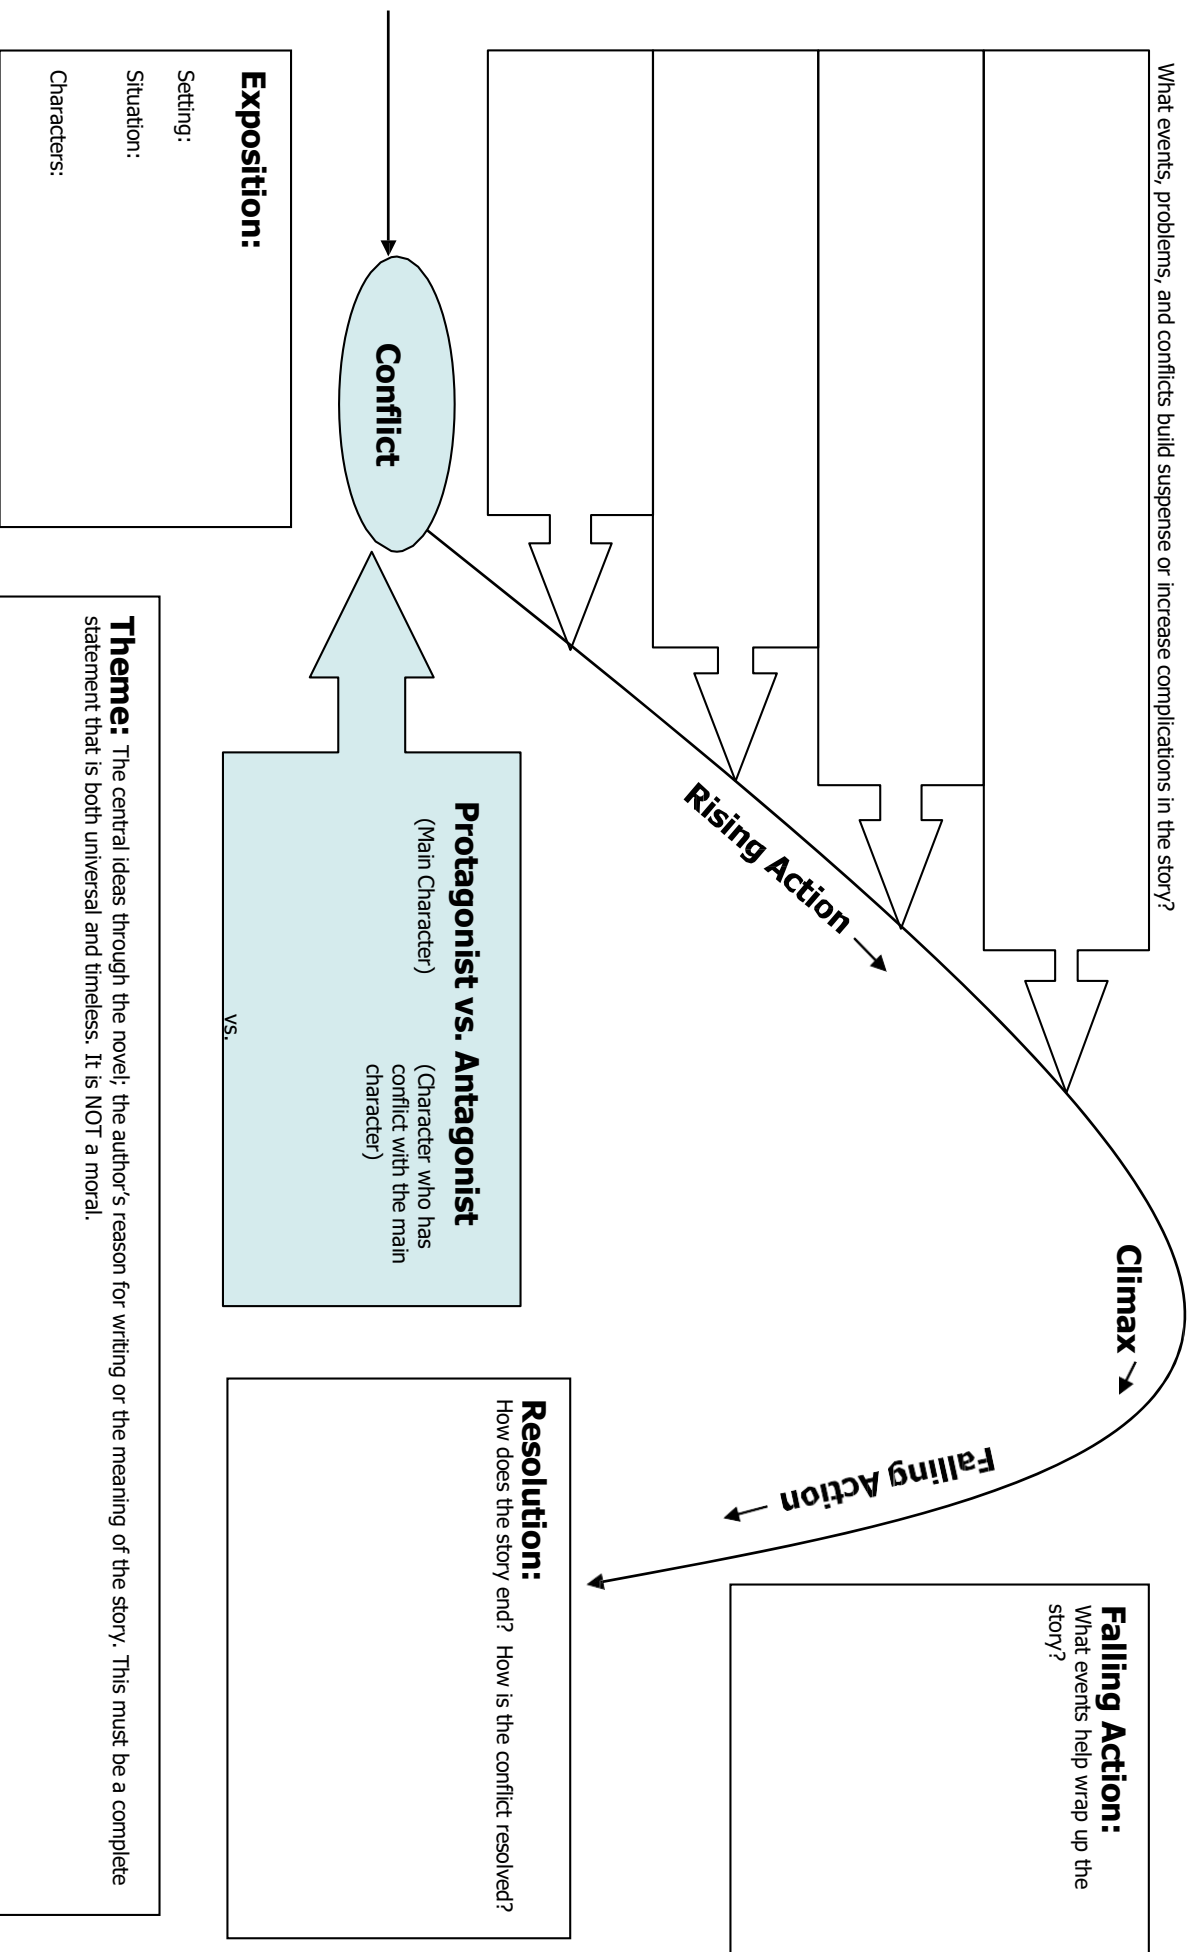 What events, problems, and conflicts build suspense or increase complications in the story?
Climax
Falling Action:
What events help wrap up the
story?
Rising Action
Falling Action
Conflict
Protagonist vs. Antagonist
(Main Character)
(Character who has
conflict with the main
character)
vs.
Resolution:
How does the story end? How is the conflict resolved?
Exposition:
Setting:
Situation:
Characters:
Theme: The central ideas through the novel; the author’s reason for writing or the meaning of the story. This must be a complete
statement that is both universal and timeless. It is NOT a moral.